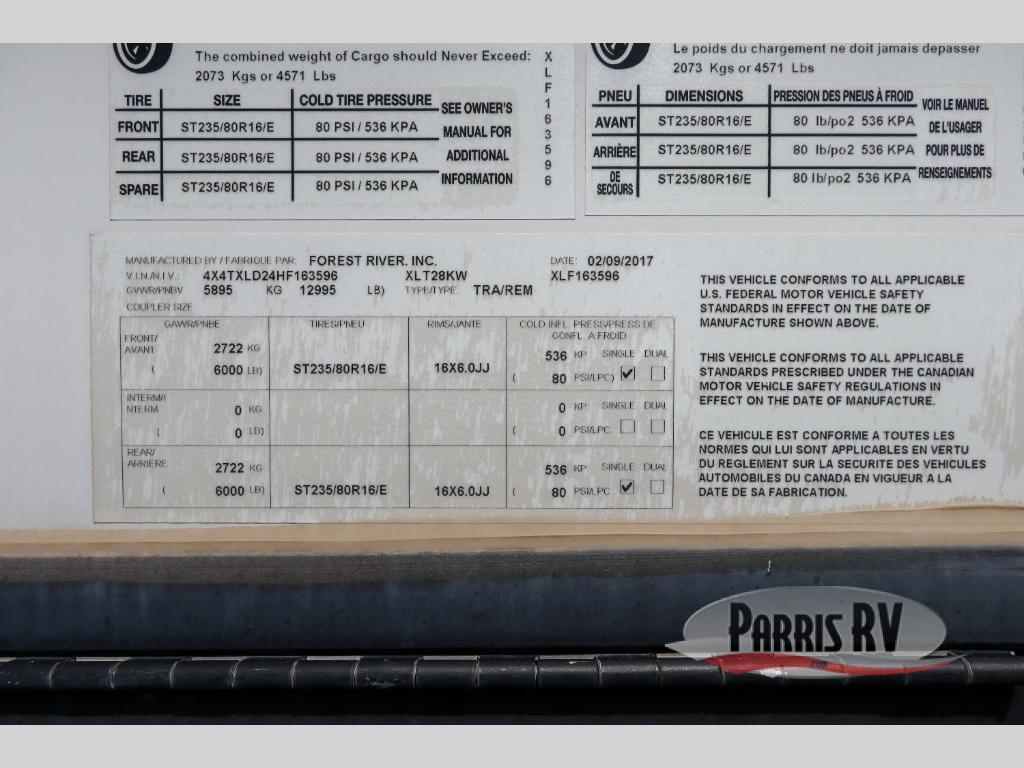 The combined weight of Cargo should Never Exceed:
2073 Kgs or 4571 Lbs
TIRE SIZE COLD TIRE PRESSURE SEE OWNER'S MANUAL FOR ADDITIONAL INFORMATION
FRONT ST235/80R16/E 80 PSI / 536 KPA
REAR ST235/80R16/E 80 PSI / 536 KPA
SPARE ST235/80R16/E 80 PSI / 536 KPA
XLF163596
Le poids du chargement ne doit jamais depasser
2073 Kgs or 4571 Lbs
PNEU DIMENSIONS PRESSION DES PNEUS À FROID VOIR LE MANUEL DE L'USAGER POUR PLUS DE RENSEIGNEMENTS
AVANT ST235/80R16/E 80 lb/po2 536 KPA
ARRIÈRE ST235/80R16/E 80 lb/po2 536 KPA
DE SECOURS ST235/80R16/E 80 lb/po2 536 KPA
MANUFACTURED BY / FABRIQUE PAR: FOREST RIVER. INC. DATE: 02/09/2017
V.I.N./N.I.V.: 4X4TXLD24HF163596 XLT28KW XLF163596
GVWR/PNBV 5895 KG 12995 LB) TYPE/TYPE: TRA/REM
COUPLER SIZE
GAWR/PNBE TIRES/PNEU RIMS/JANTE COLD INFL. PRESS/PRESS DE
GONFL. A FROID
FRONT/
AVANT 2722 KG 536 KP SINGLE DUAL
( 6000 LB) ST235/80R16/E 16X6.0JJ ( 80 PSI/LPC)
INTERM/I
NTERM 0 KG 0 KP SINGLE DUAL
( 0 LB) ( 0 PSI/LPC
REAR/
ARRIERE 2722 KG 536 KP SINGLE DUAL
( 6000 LB) ST235/80R16/E 16X6.0JJ ( 80 PSI/LPC
THIS VEHICLE CONFORMS TO ALL APPLICABLE
U.S. FEDERAL MOTOR VEHICLE SAFETY
STANDARDS IN EFFECT ON THE DATE OF
MANUFACTURE SHOWN ABOVE.
THIS VEHICLE CONFORMS TO ALL APPLICABLE
STANDARDS PRESCRIBED UNDER THE CANADIAN
MOTOR VEHICLE SAFETY REGULATIONS IN
EFFECT ON THE DATE OF MANUFACTURE.
CE VEHICULE EST CONFORME A TOUTES LES
NORMES QUI LUI SONT APPLICABLES EN VERTU
DU REGLEMENT SUR LA SECURITE DES VEHICULES
AUTOMOBILES DU CANADA EN VIGUEUR A LA
DATE DE SA FABRICATION.
PARRIS RV
.com